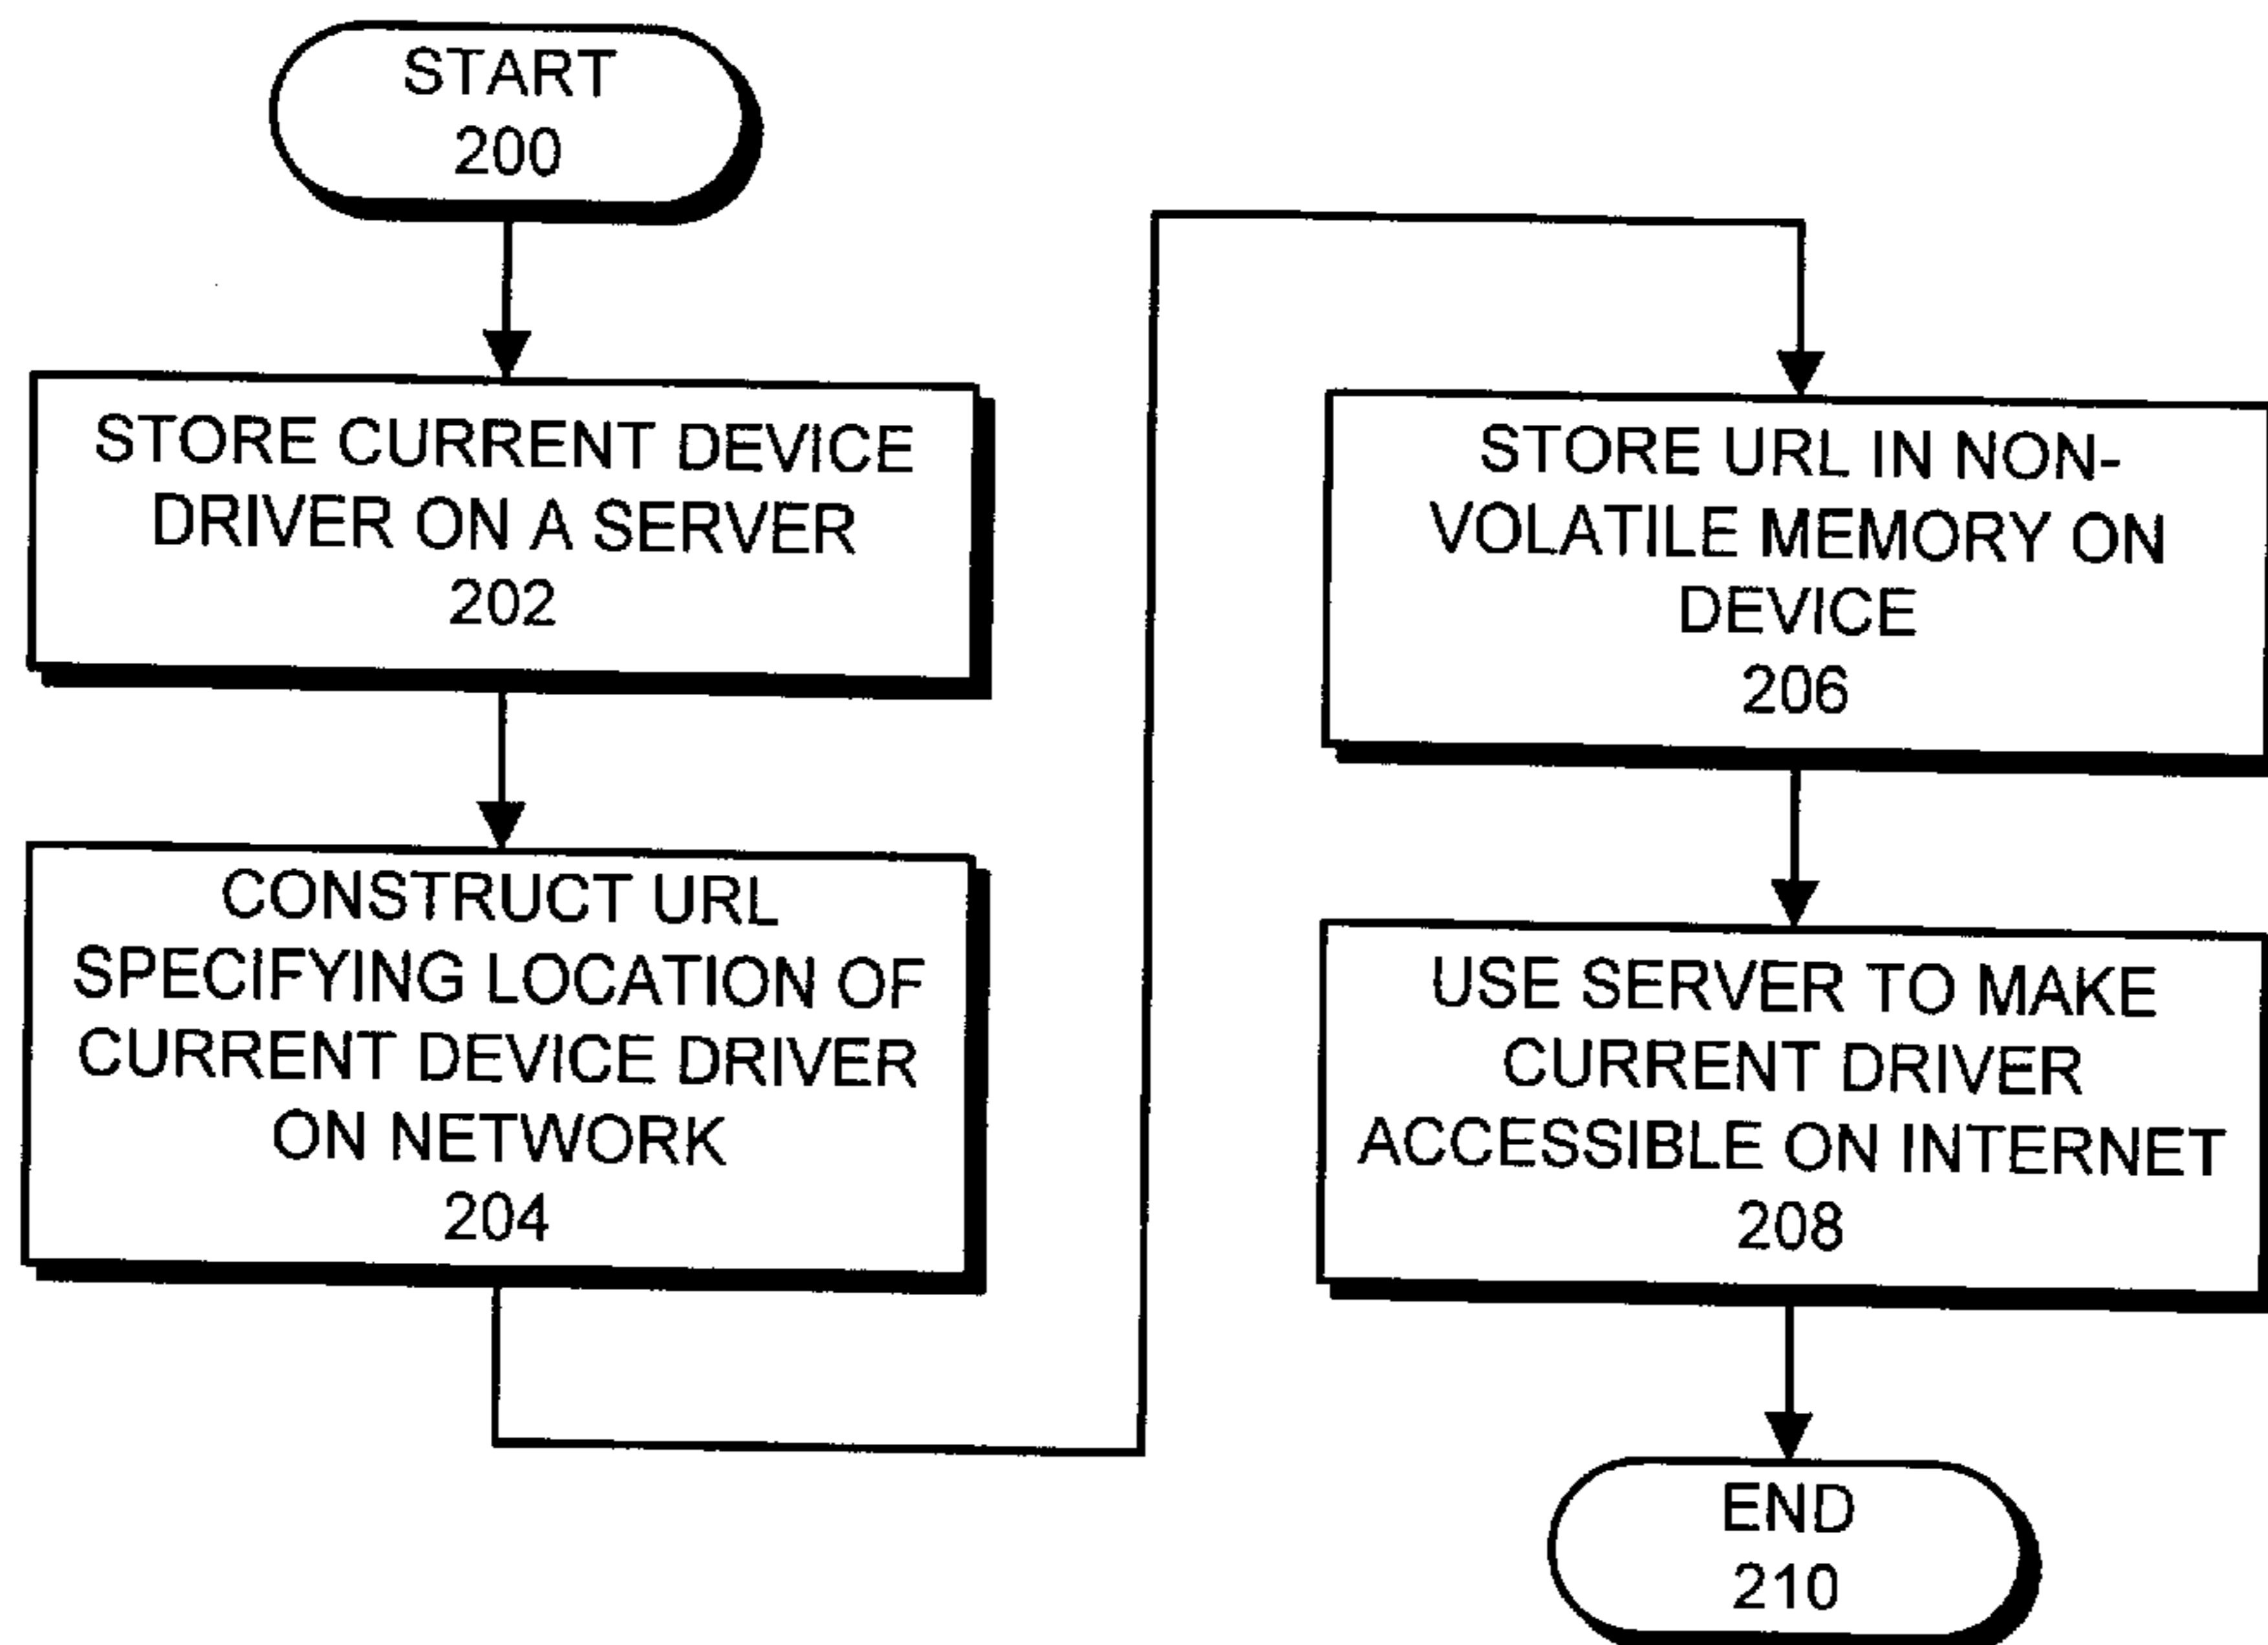 START
200
STORE CURRENT DEVICE
DRIVER ON A SERVER
202
CONSTRUCT URL
SPECIFYING LOCATION OF
CURRENT DEVICE DRIVER
ON NETWORK
204
STORE URL IN NON-
VOLATILE MEMORY ON
DEVICE
206
USE SERVER TO MAKE
CURRENT DRIVER
ACCESSIBLE ON INTERNET
208
END
210